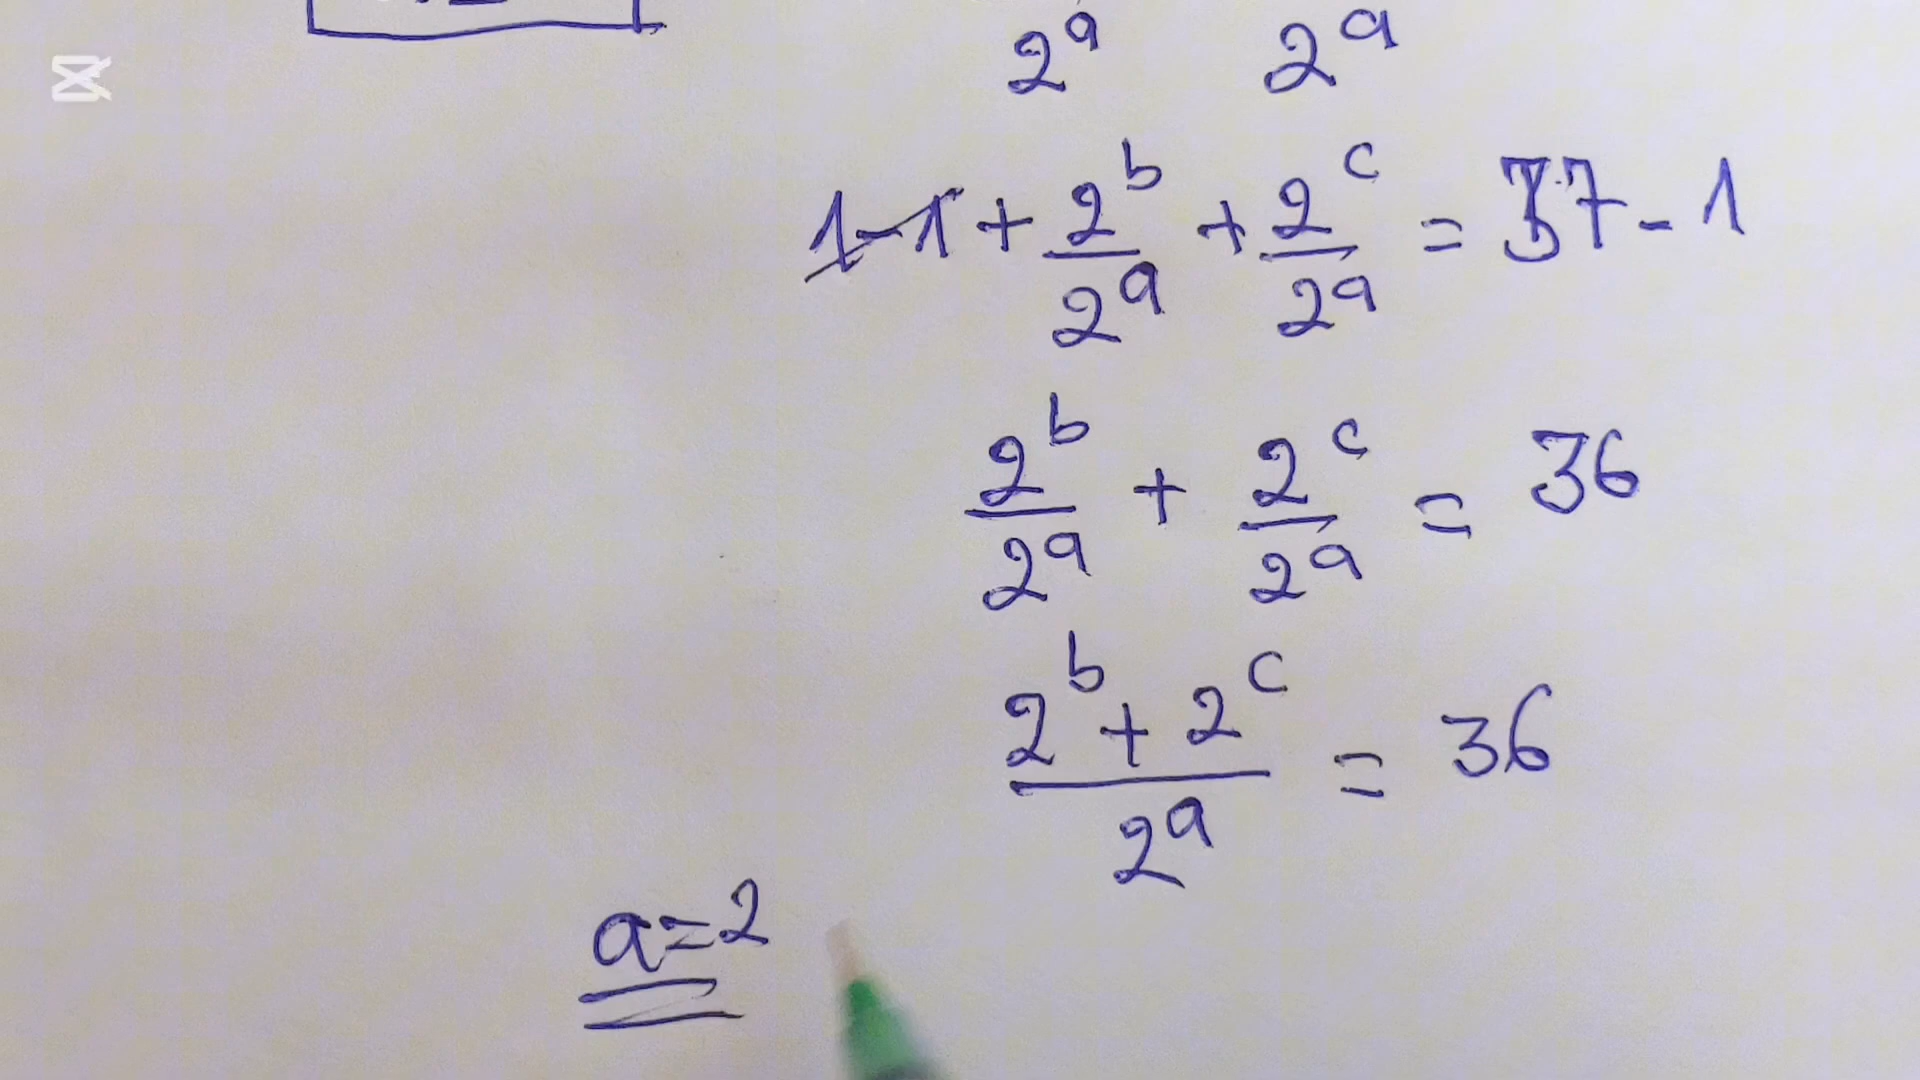 2^a 2^a
1-1 + 2^b/2^a + 2^c/2^a = 37 - 1
2^b/2^a + 2^c/2^a = 36
(2^b + 2^c)/2^a = 36
a=2